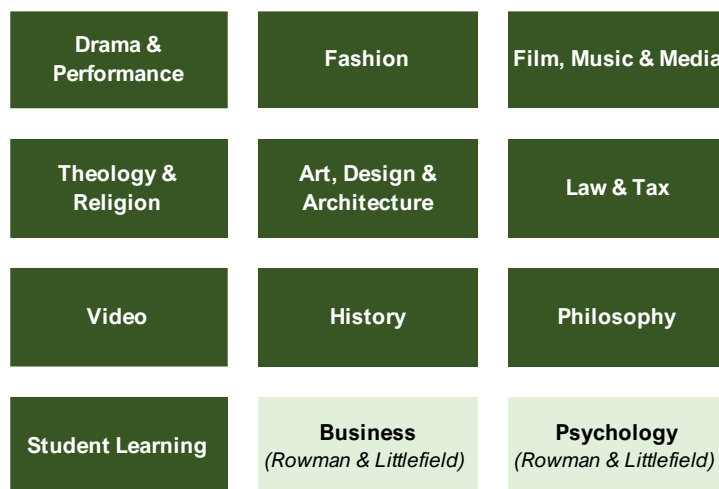 Drama &
Performance
Fashion
Film, Music & Media
Theology &
Religion
Art, Design &
Architecture
Law & Tax
Video
History
Philosophy
Student Learning
Business
(Rowman & Littlefield)
Psychology
(Rowman & Littlefield)